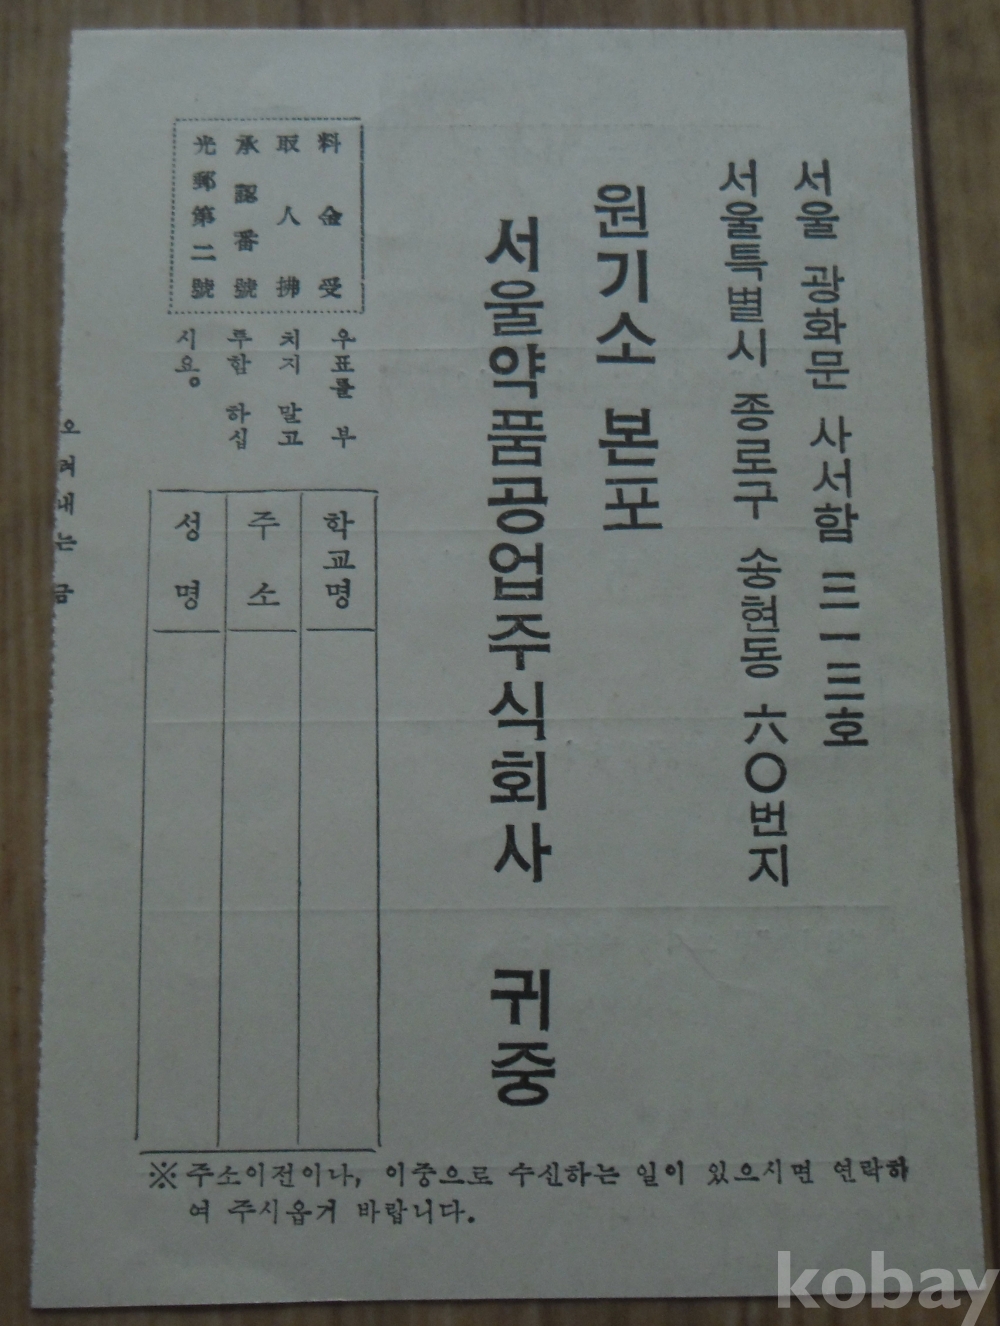 서울 광화문 사서함 三一三호
서울특별시 종로구 송현동 六〇번지
원기소 본포
서울약품공업주식회사 귀중
料金受
取人拂
承認番號
光郵第二號
우표를 부
치지 말고
투함 하십
시요。
학교명
주소
성명
오려내는금
※ 주소이전이나, 이중으로 수신하는 일이 있으시면 연락하
여 주시옵거 바랍니다.
kobay